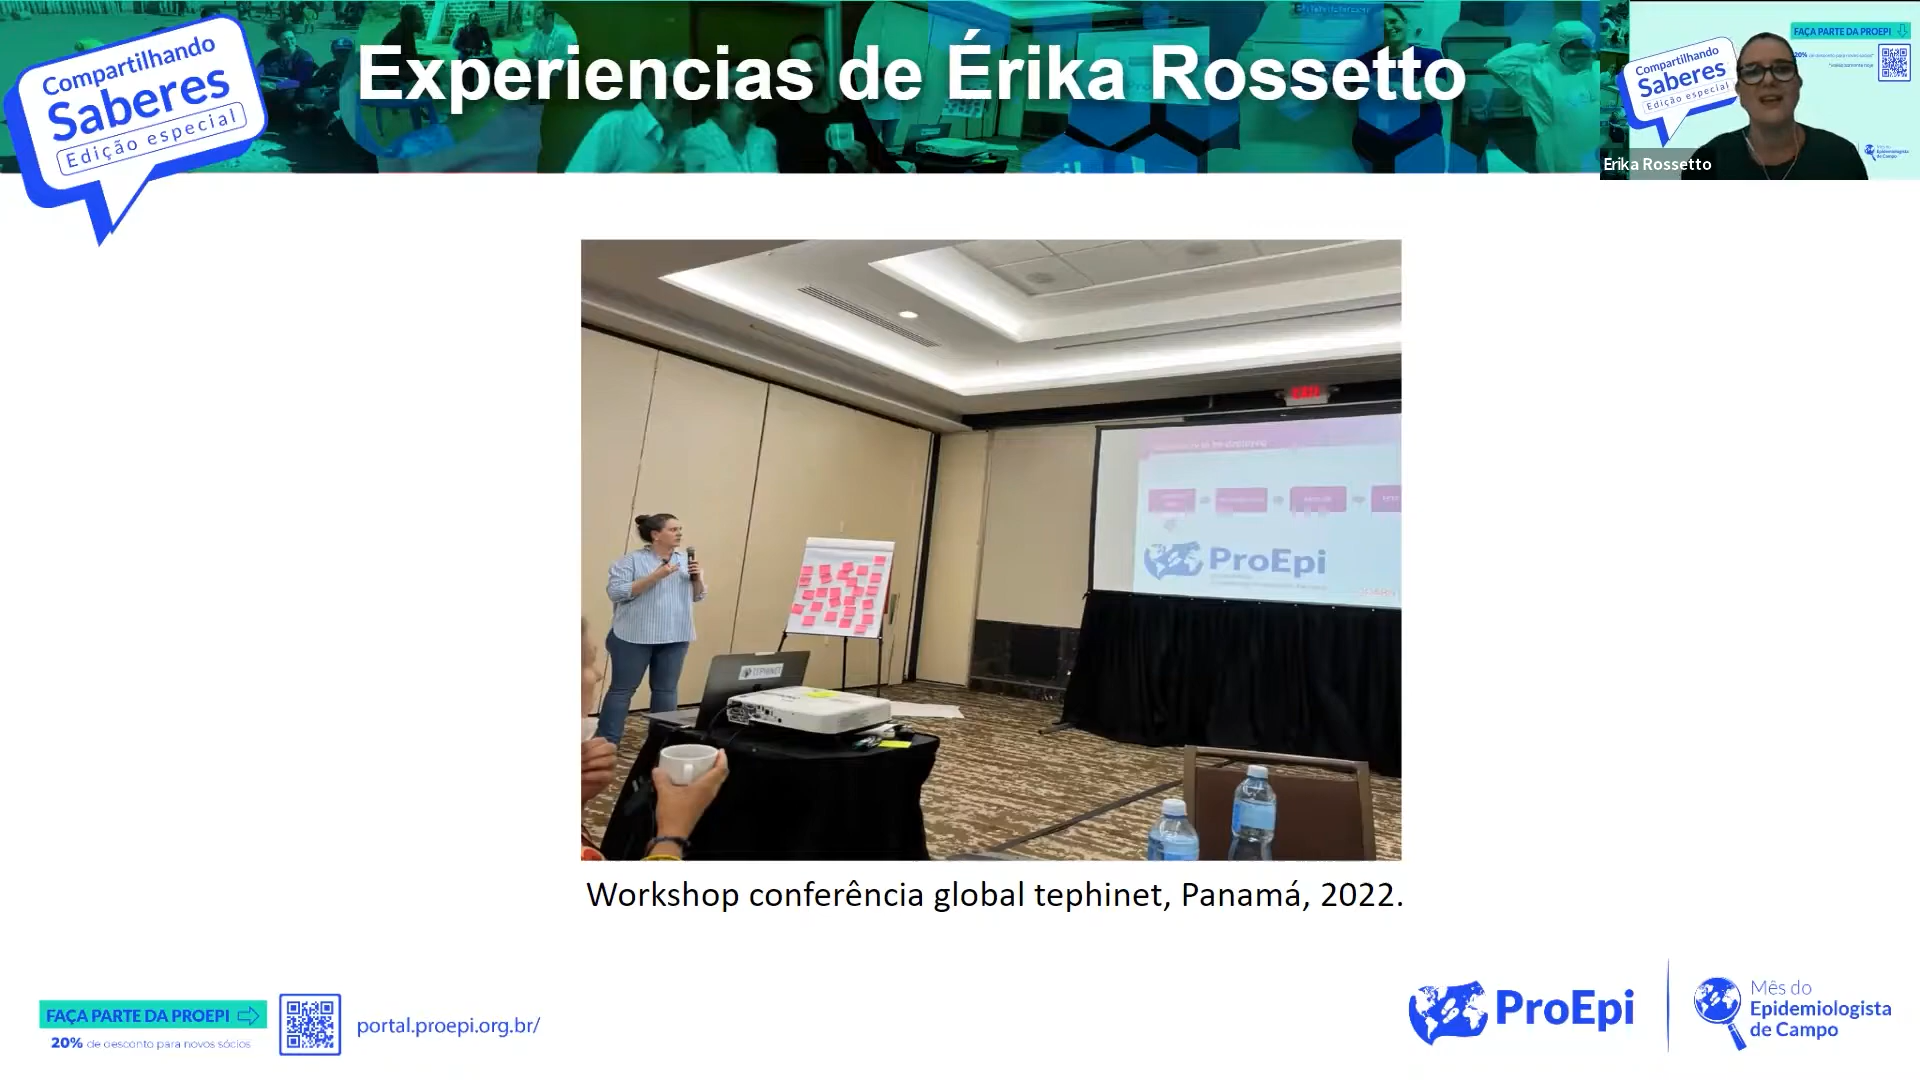 Compartilhando
Saberes
Edição especial
Experiencias de Érika Rossetto
FAÇA PARTE DA PROEPI
Compartilhando
Saberes
Edição especial
Erika Rossetto
EXIT
ProEpi
TEPHINET
Workshop conferência global tephinet, Panamá, 2022.
FAÇA PARTE DA PROEPI
20% de desconto para novos sócios
portal.proepi.org.br/
ProEpi
Mês do
Epidemiologista
de Campo